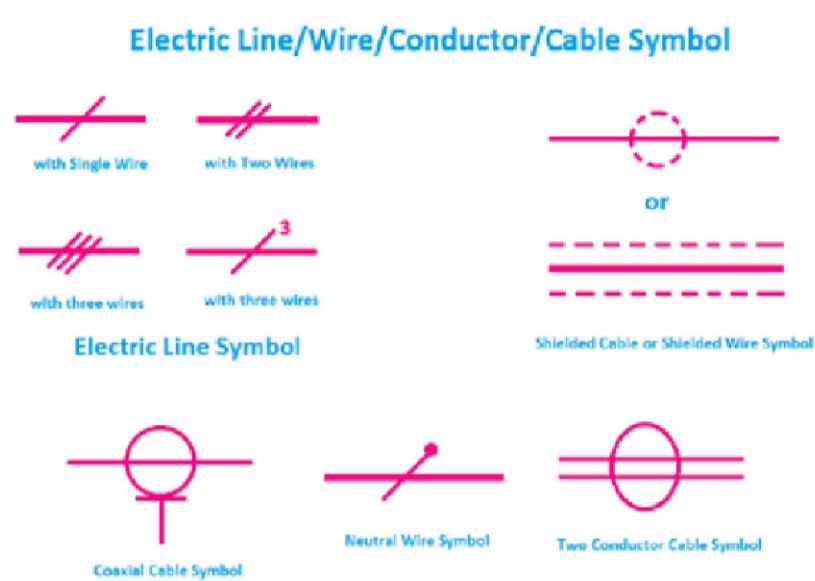 Electric Line/Wire/Conductor/Cable Symbol
with Single Wire
with Two Wires
or
3
with three wires
with three wires
Electric Line Symbol
Shielded Cable or Shielded Wire Symbol
Neutral Wire Symbol
Two Conductor Cable Symbol
Coaxial Cable Symbol